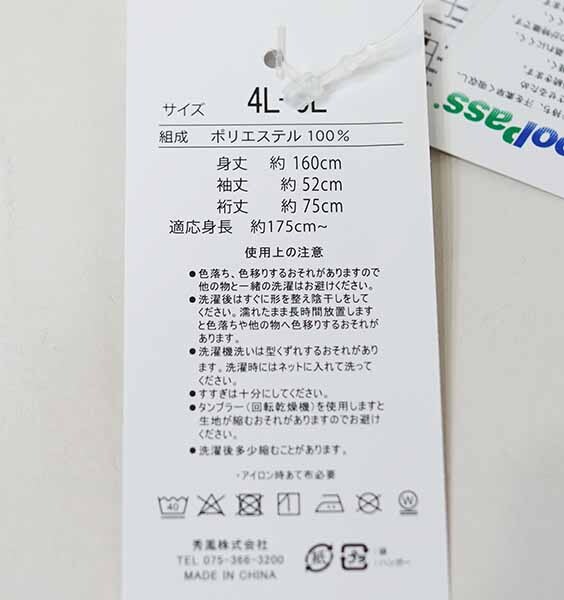 サイズ 4L-
組成 ポリエステル 100%
身丈 約 160cm
袖丈 約 52cm
裄丈 約 75cm
適応身長 約175cm~
使用上の注意
●色落ち、色移りするおそれがありますので
他の物と一緒の洗濯はお避けください。
●洗濯後はすぐに形を整え陰干しをして
ください。濡れたまま長時間放置します
と色落ちや他の物へ色移りするおそれが
あります。
●洗濯機洗いは型くずれするおそれがあり
ます。洗濯時にはネットに入れて洗って
ください。
●すすぎは十分にしてください。
●タンブラー(回転乾燥機)を使用しますと
生地が縮むおそれがありますのでお避け
ください。
●洗濯後多少縮むことがあります。
・アイロン時あて布必要
40
W
秀鳳株式会社
TEL 075-366-3200
MADE IN CHINA
紙
プラ
Pass